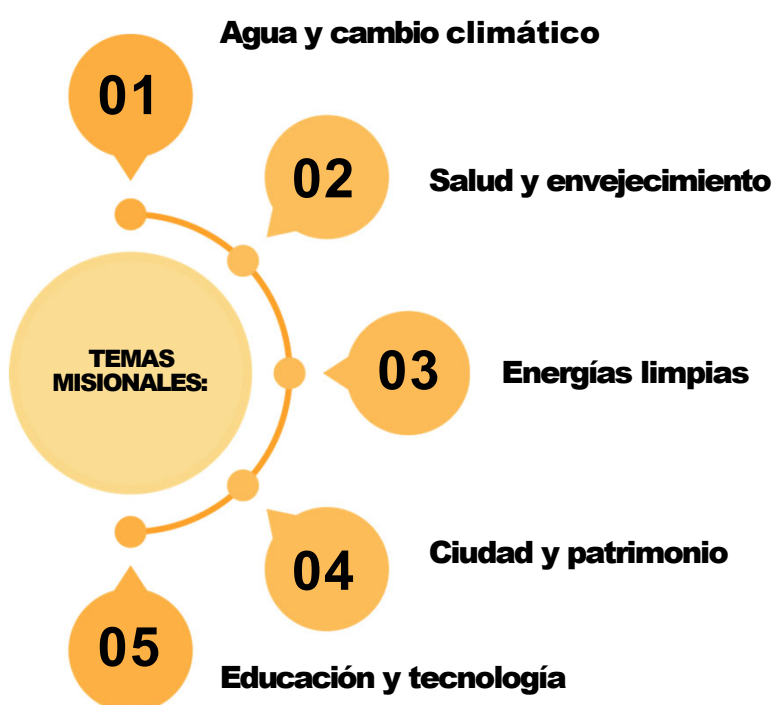 Agua y cambio climático
01
02
Salud y envejecimiento
TEMAS
MISIONALES:
03
Energías limpias
04
Ciudad y patrimonio
05
Educación y tecnología